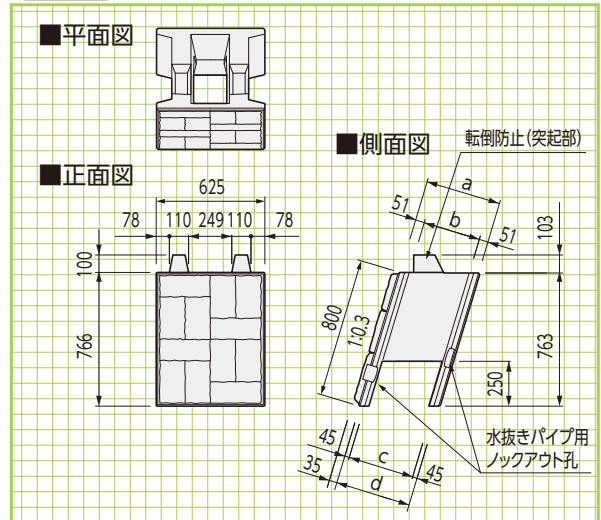 ■平面図
■正面図
625
78 110 249 110 78
100
766
■側面図
転倒防止(突起部)
a
51 b 51
103
800
1:0.3
763
250
45 c 45
35 d
水抜きパイプ用
ノックアウト孔